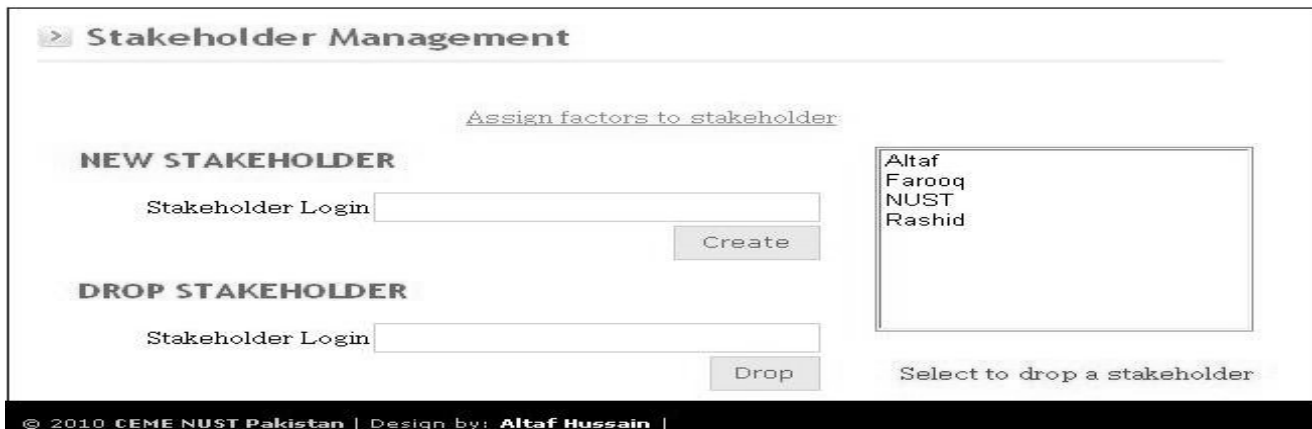 Stakeholder Management
Assign factors to stakeholder
NEW STAKEHOLDER
Stakeholder Login
Create
DROP STAKEHOLDER
Stakeholder Login
Drop
Altaf
Farooq
NUST
Rashid
Select to drop a stakeholder
© 2010 CEME NUST Pakistan | Design by: Altaf Hussain |